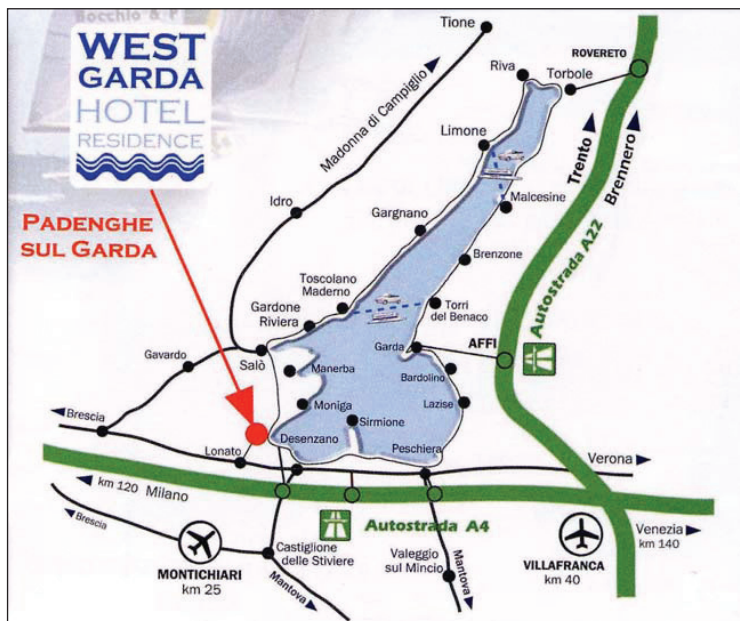 Bocchio & 
WEST
GARDA
HOTEL
RESIDENCE
PADENGHE
SUL GARDA
Tione
Madonna di Campiglio
Idro
Riva
Torbole
ROVERETO
Limone
Trento
Brennero
Malcesine
Gargnano
Brenzone
Toscolano
Maderno
Gardone
Riviera
Torri
del Benaco
Autostrada A22
AFFI
Garda
Gavardo
Salò
Manerba
Bardolino
Moniga
Sirmione
Lazise
Brescia
Desenzano
Lonato
Peschiera
Verona
km 120 Milano
Autostrada A4
Venezia
km 140
Brescia
MONTICHIARI
km 25
Castiglione
delle Stiviere
Mantova
Valeggio
sul Mincio
Mantova
VILLAFRANCA
km 40